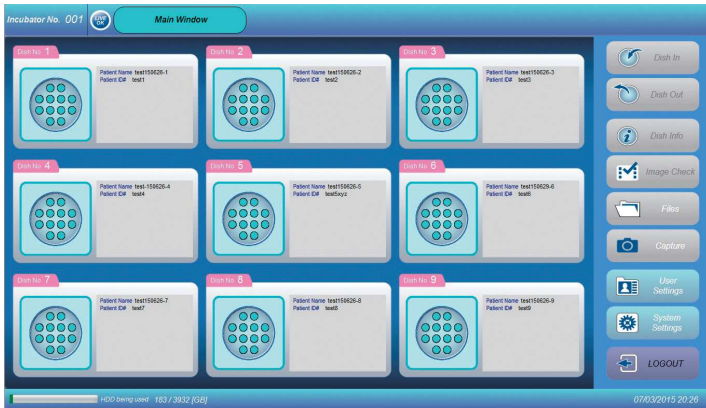 Incubator No. 001
LIVE OK
Main Window
Dish No. 1
Patient Name test150626-1
Patient ID# test1
Dish No. 2
Patient Name test150626-2
Patient ID# test2
Dish No. 3
Patient Name test150626-3
Patient ID# test3
Dish No. 4
Patient Name test-150626-4
Patient ID# test4
Dish No. 5
Patient Name test150626-5
Patient ID# test5xyz
Dish No. 6
Patient Name test150629-6
Patient ID# test6
Dish No. 7
Patient Name test150626-7
Patient ID# test7
Dish No. 8
Patient Name test150626-8
Patient ID# test8
Dish No. 9
Patient Name test150626-9
Patient ID# test9
Dish In
Dish Out
Dish Info
Image Check
Files
Capture
User
Settings
System
Settings
LOGOUT
HDD being used 183 / 3932 [GB]
07/03/2015 20:26